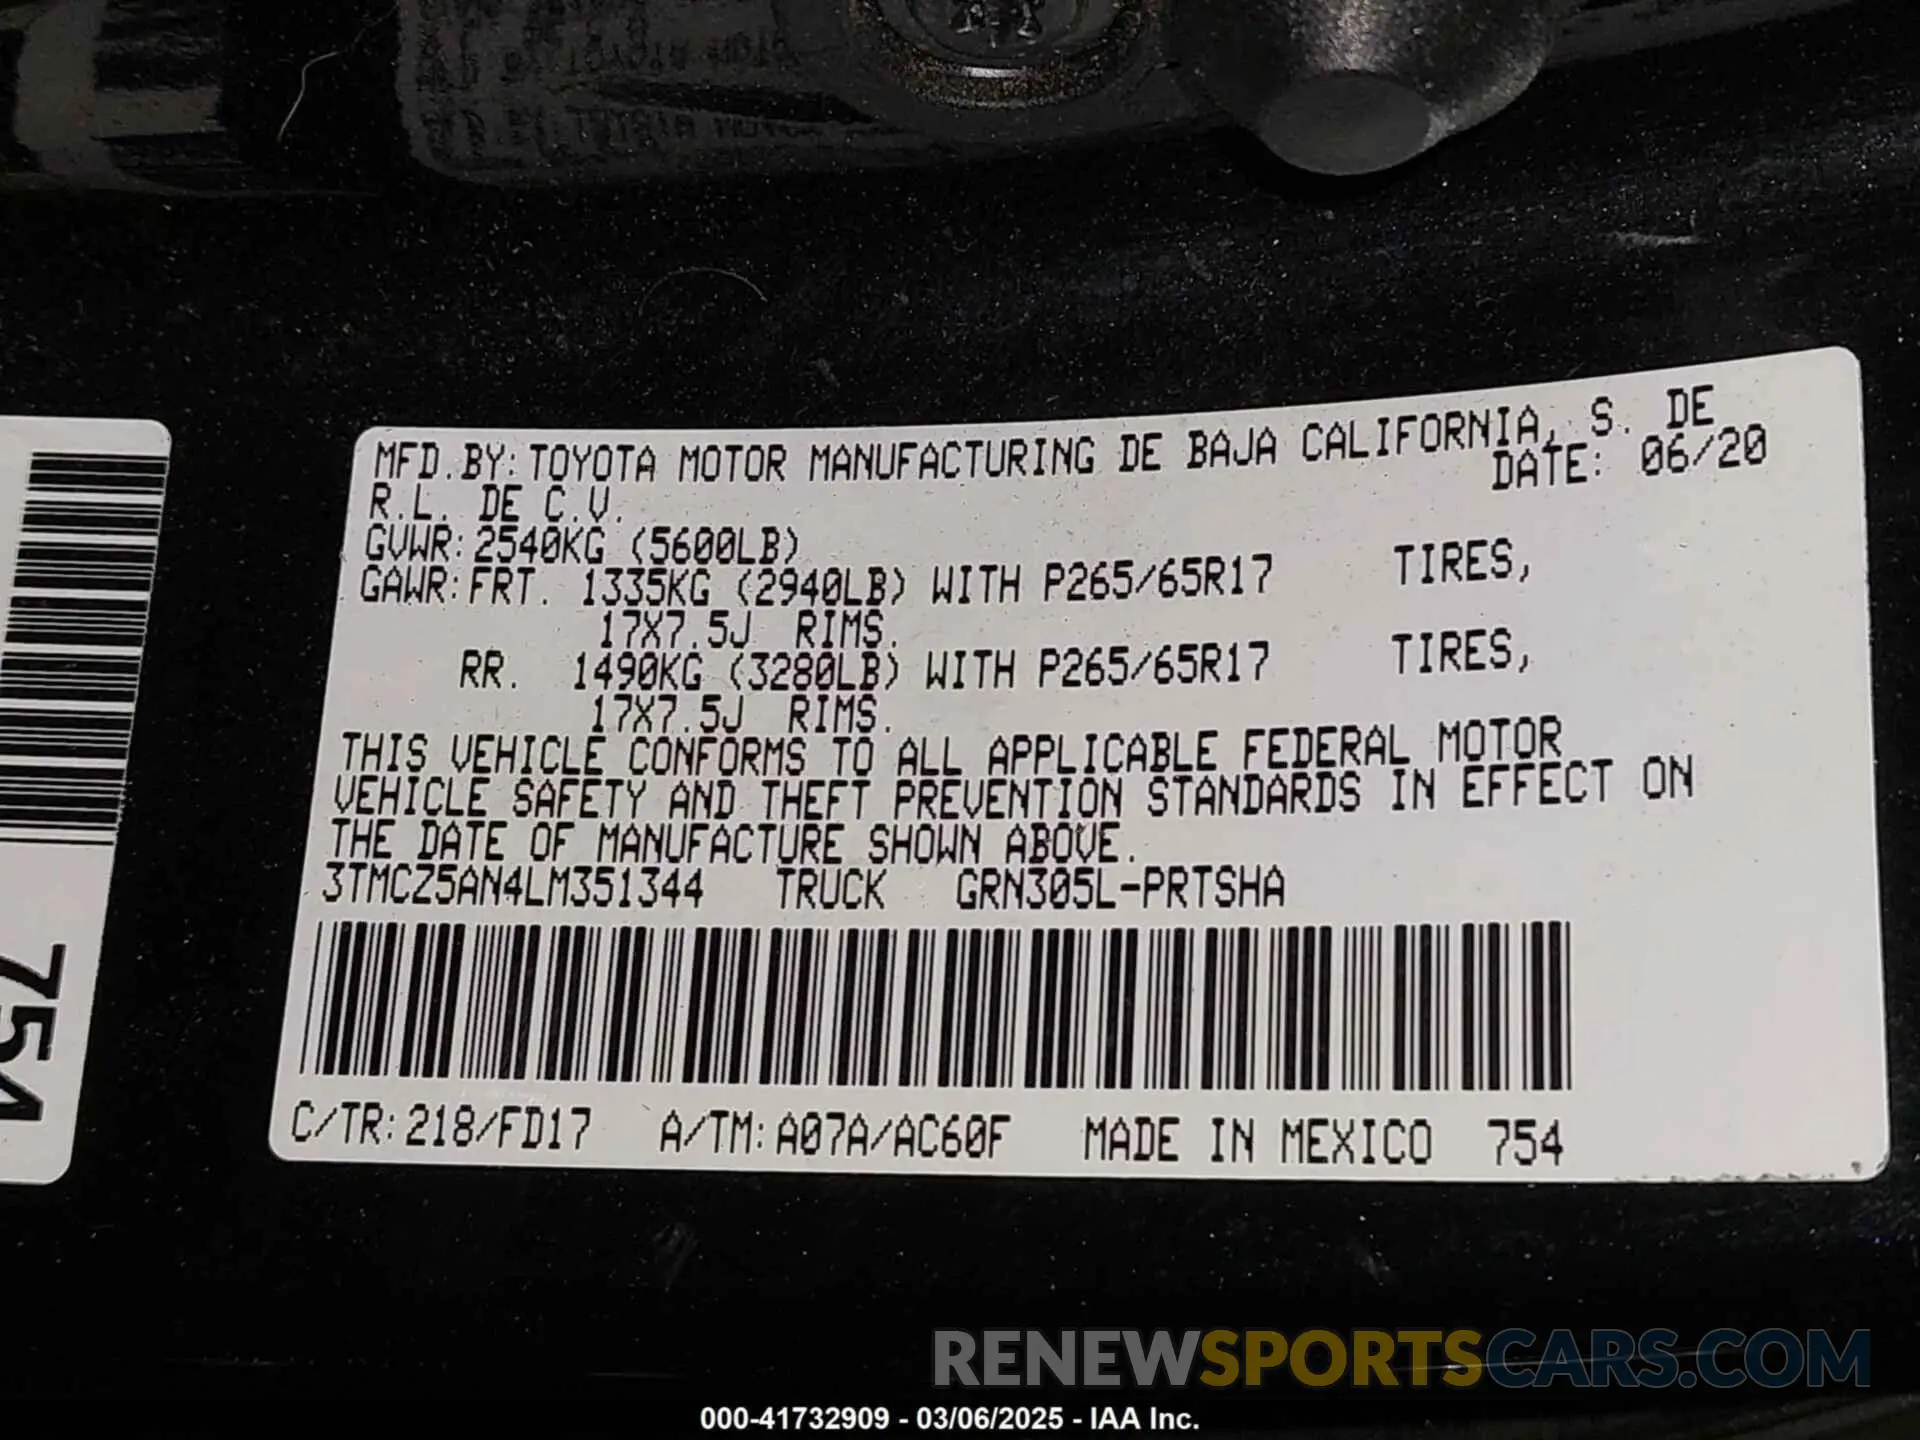 MFD.BY:TOYOTA MOTOR MANUFACTURING DE BAJA CALIFORNIA, S. DE
R.L. DE C.V. DATE: 06/20
GVWR:2540KG (5600LB)
GAWR:FRT. 1335KG (2940LB) WITH P265/65R17 TIRES,
17X7.5J RIMS.
RR. 1490KG (3280LB) WITH P265/65R17 TIRES,
17X7.5J RIMS.
THIS VEHICLE CONFORMS TO ALL APPLICABLE FEDERAL MOTOR
VEHICLE SAFETY AND THEFT PREVENTION STANDARDS IN EFFECT ON
THE DATE OF MANUFACTURE SHOWN ABOVE.
3TMCZ5AN4LM351344 TRUCK GRN305L-PRTSHA
C/TR:218/FD17 A/TM:A07A/AC60F MADE IN MEXICO 754
754
RENEWSPORTSCARS.COM
000-41732909 - 03/06/2025 - IAA Inc.